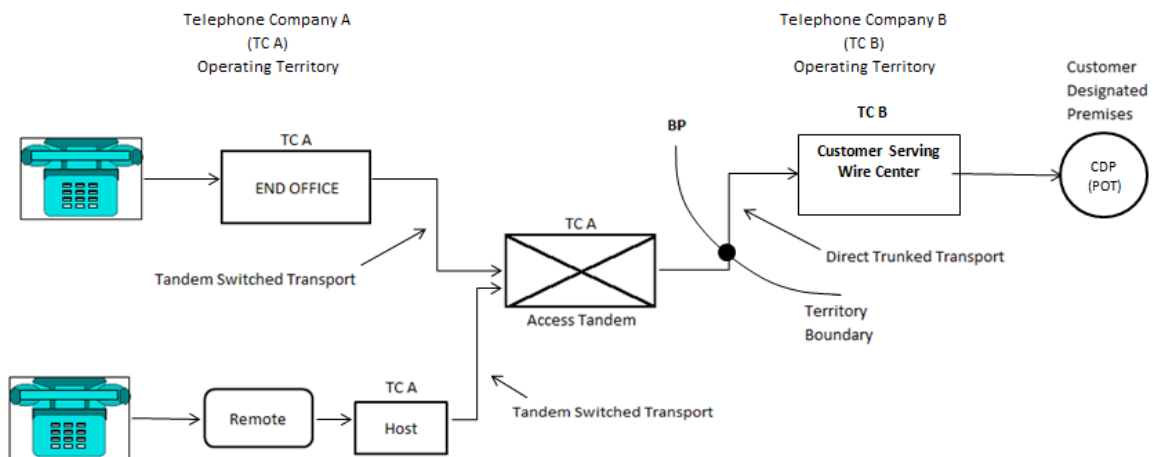 Telephone Company A
(TC A)
Operating Territory
Telephone Company B
(TC B)
Operating Territory
Customer
Designated
Premises
TC A
END OFFICE
BP
TC B
Customer Serving
Wire Center
CDP
(POT)
Tandem Switched Transport
TC A
Access Tandem
Direct Trunked Transport
Territory
Boundary
Remote
TC A
Host
Tandem Switched Transport